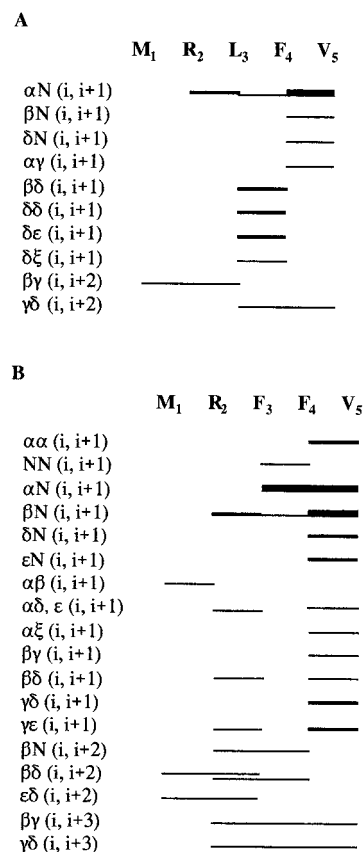 A
M₁ R₂ L₃ F₄ V₅
αN (i, i+1)
βN (i, i+1)
δN (i, i+1)
αγ (i, i+1)
βδ (i, i+1)
δδ (i, i+1)
δε (i, i+1)
δξ (i, i+1)
βγ (i, i+2)
γδ (i, i+2)
B
M₁ R₂ F₃ F₄ V₅
αα (i, i+1)
NN (i, i+1)
αN (i, i+1)
βN (i, i+1)
δN (i, i+1)
εN (i, i+1)
αβ (i, i+1)
αδ, ε (i, i+1)
αξ (i, i+1)
βγ (i, i+1)
βδ (i, i+1)
γδ (i, i+1)
γε (i, i+1)
βN (i, i+2)
βδ (i, i+2)
εδ (i, i+2)
βγ (i, i+3)
γδ (i, i+3)